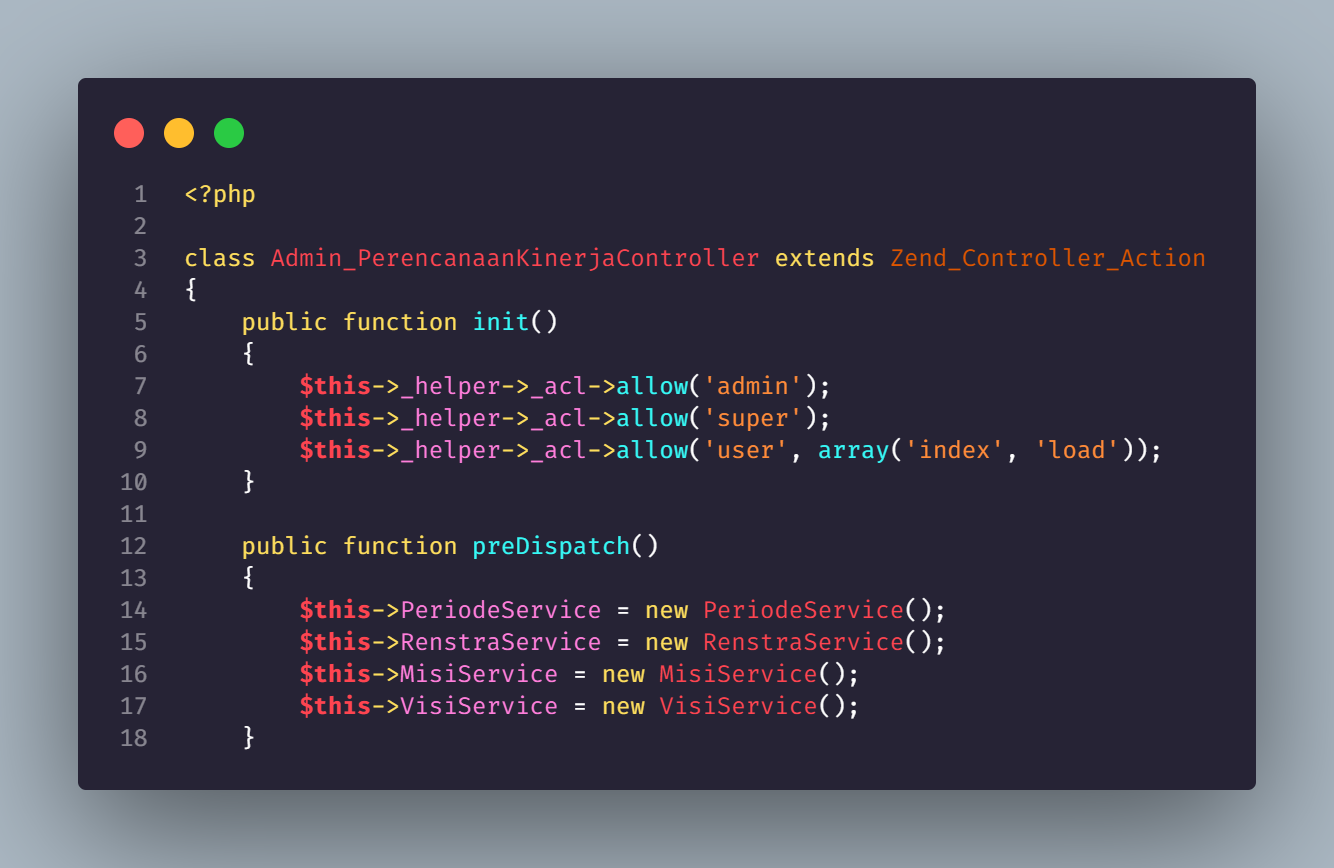 1 <?php
2
3 class Admin_PerencanaanKinerjaController extends Zend_Controller_Action
4 {
5     public function init()
6     {
7         $this->_helper->_acl->allow('admin');
8         $this->_helper->_acl->allow('super');
9         $this->_helper->_acl->allow('user', array('index', 'load'));
10     }
11
12     public function preDispatch()
13     {
14         $this->PeriodeService = new PeriodeService();
15         $this->RenstraService = new RenstraService();
16         $this->MisiService = new MisiService();
17         $this->VisiService = new VisiService();
18     }